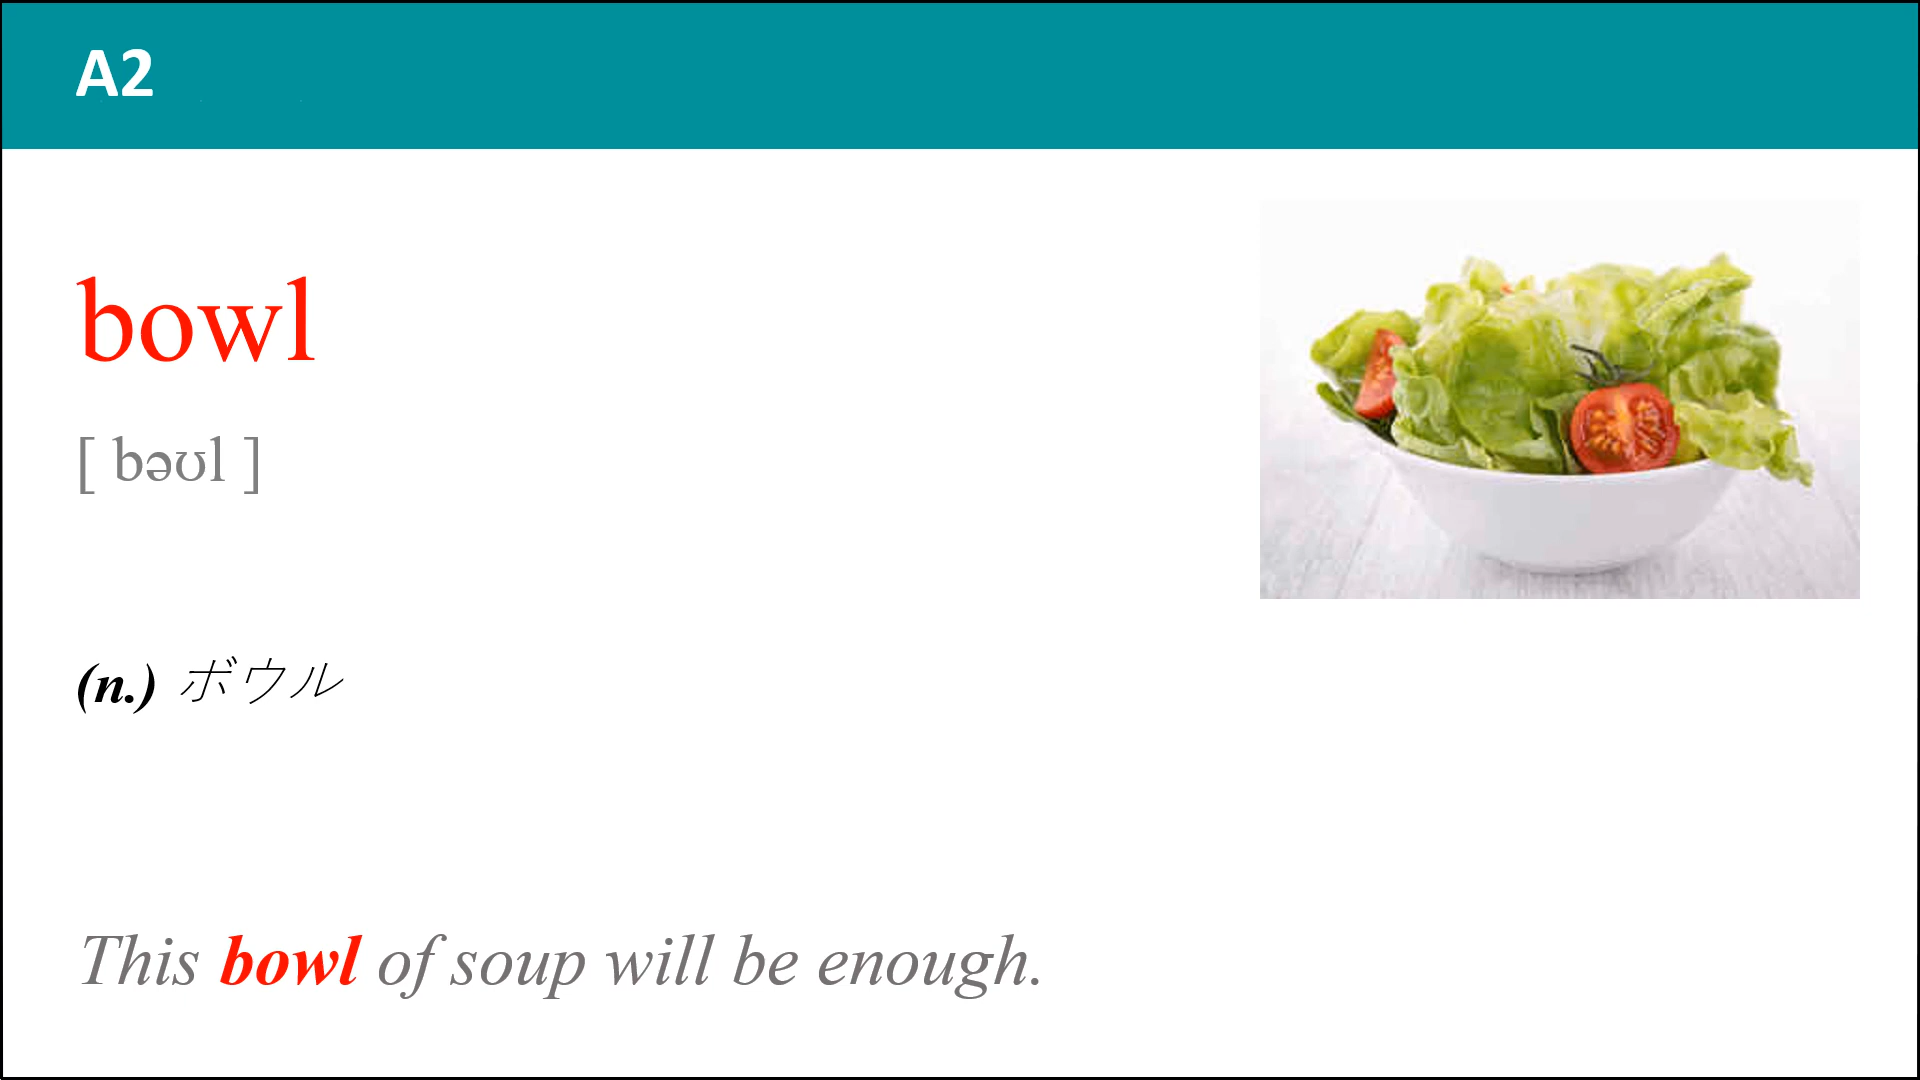 A2
bowl
[ bəʊl ]
(n.) ボウル
This bowl of soup will be enough.